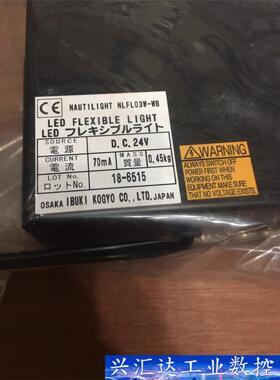 CE NAUTILIGHT NLFL03W-WB
LED FLEXIBLE LIGHT
LED フレキシブルライト
SOURCE 電源 D.C.24V
CURRENT 電流 70mA MASS 質量 0.45kg
LOT No. ロットNo. 18-6515
OSAKA IBUKI KOGYO CO.,LTD.JAPAN
WARNING
ALWAYS SWITCH OFF
POWER FIRST WHEN
WORKING ON THIS
EQUIPMENT MAKE SURE
THAT NO VOLTAGE EXISTS.
兴汇达工业数控